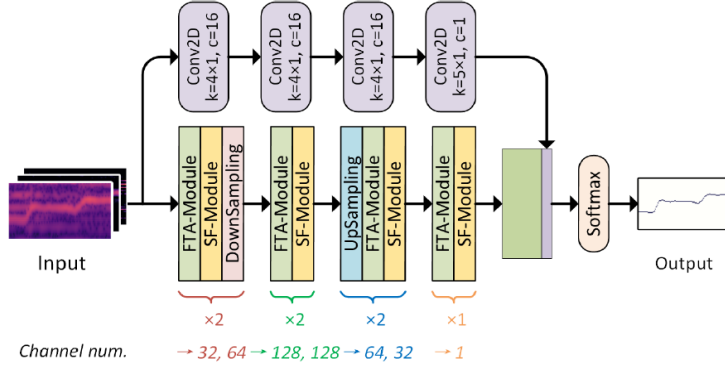 Conv2D
k=4×1, c=16
Conv2D
k=4×1, c=16
Conv2D
k=4×1, c=16
Conv2D
k=5×1, c=1
Input
FTA-Module
SF-Module
DownSampling
FTA-Module
SF-Module
UpSampling
FTA-Module
SF-Module
FTA-Module
SF-Module
Softmax
Output
×2
×2
×2
×1
Channel num. → 32, 64 → 128, 128 → 64, 32 → 1